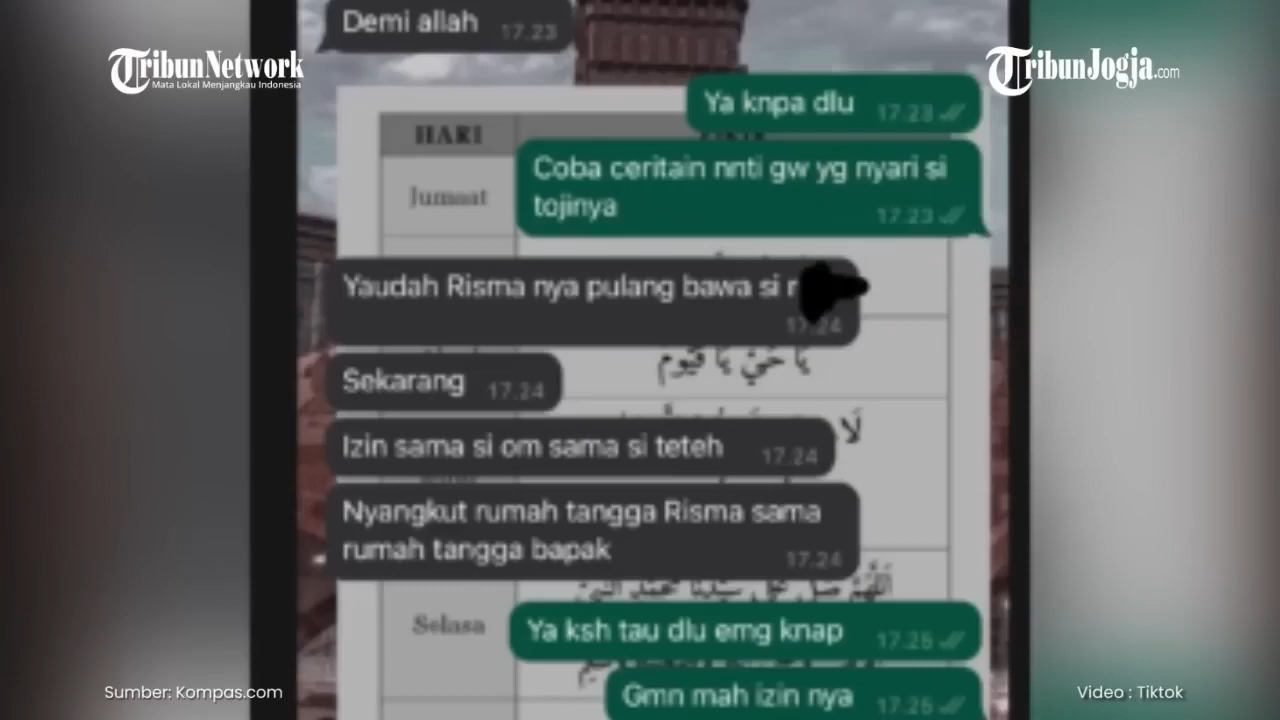 Demi allah 17.23
TribunNetwork
Mata Lokal Menjangkau Indonesia
TribunJogja.com
Ya knpa dlu 17.23
HARI
Coba ceritain nnti gw yg nyari si
tojinya 17.23
Jumaat
Yaudah Risma nya pulang bawa si r
17.24
يَا حَيُّ يَا قَيُّوم
Sekarang 17.24
لَا
Izin sama si om sama si teteh 17.24
Nyangkut rumah tangga Risma sama
rumah tangga bapak 17.24
Selasa
Ya ksh tau dlu emg knap 17.25
Gmn mah izin nya 17.25
Sumber: Kompas.com
Video : Tiktok